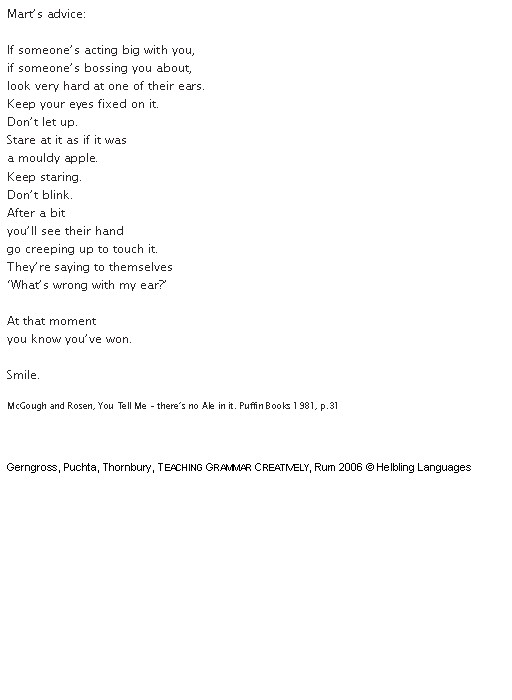 Mart's advice:
If someone's acting big with you,
if someone's bossing you about,
look very hard at one of their ears.
Keep your eyes fixed on it.
Don't let up.
Stare at it as if it was
a mouldy apple.
Keep staring.
Don't blink.
After a bit
you'll see their hand
go creeping up to touch it.
They're saying to themselves
'What's wrong with my ear?'
At that moment
you know you've won.
Smile.
McGough and Rosen, You Tell Me - there's no Ale in it. Puffin Books 1981, p.31
Gerngross, Puchta, Thornbury, TEACHING GRAMMAR CREATIVELY, Rum 2006 © Helbling Languages